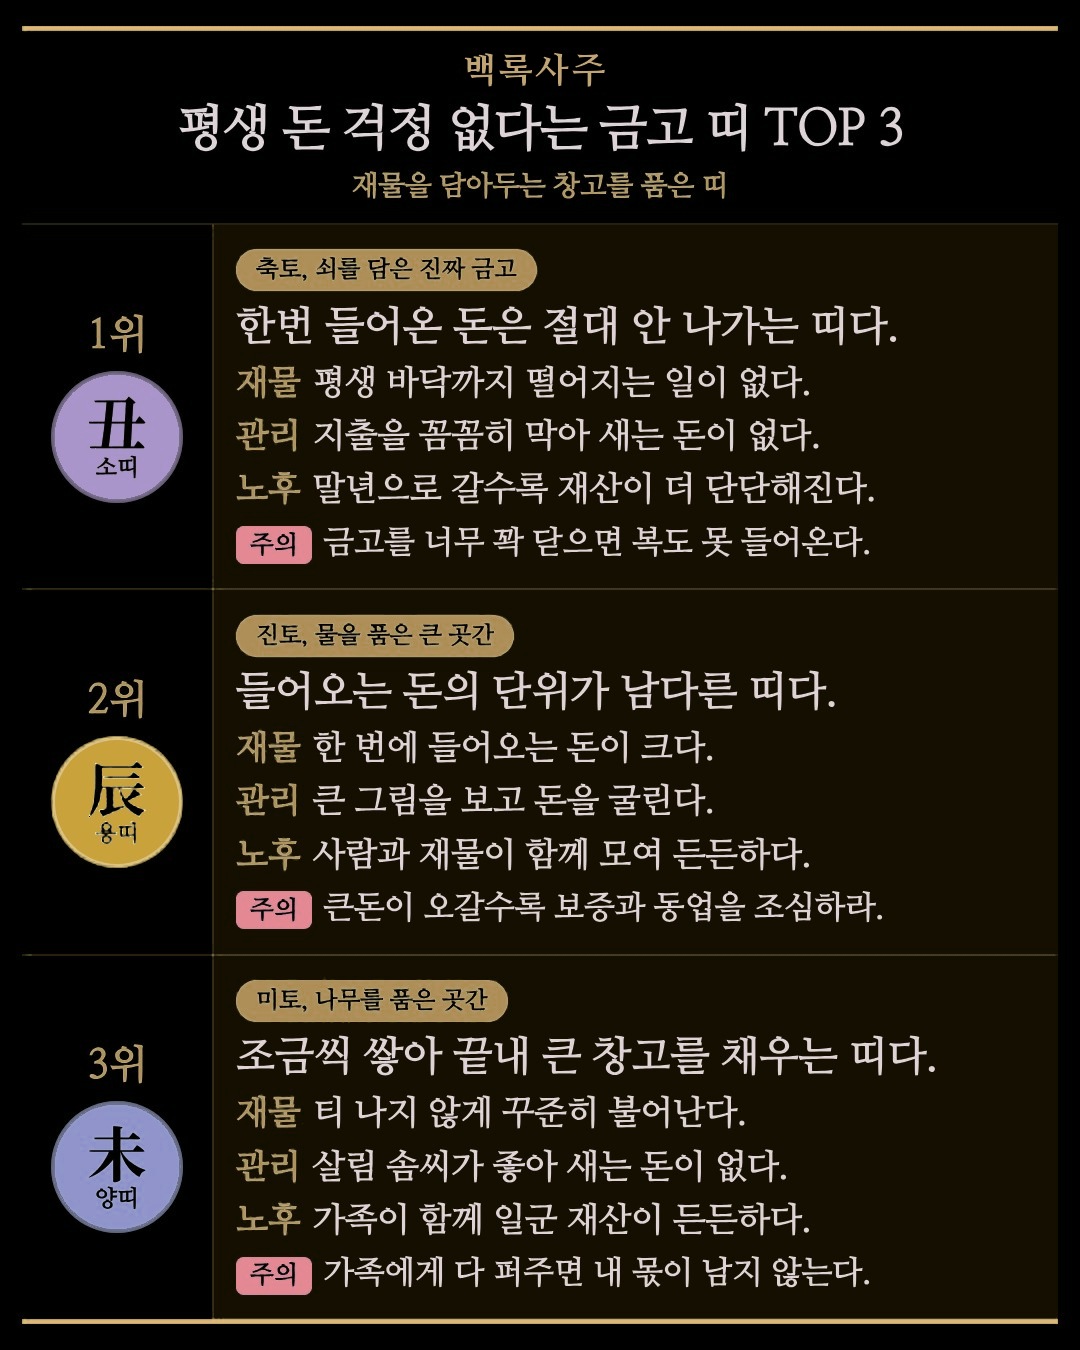 백록사주
평생 돈 걱정 없다는 금고 띠 TOP 3
재물을 담아두는 창고를 품은 띠
1위
丑
소띠
축토, 쇠를 담은 진짜 금고
한번 들어온 돈은 절대 안 나가는 띠다.
재물 평생 바닥까지 떨어지는 일이 없다.
관리 지출을 꼼꼼히 막아 새는 돈이 없다.
노후 말년으로 갈수록 재산이 더 단단해진다.
주의 금고를 너무 꽉 닫으면 복도 못 들어온다.
2위
辰
용띠
진토, 물을 품은 큰 곳간
들어오는 돈의 단위가 남다른 띠다.
재물 한 번에 들어오는 돈이 크다.
관리 큰 그림을 보고 돈을 굴린다.
노후 사람과 재물이 함께 모여 든든하다.
주의 큰돈이 오갈수록 보증과 동업을 조심하라.
3위
未
양띠
미토, 나무를 품은 곳간
조금씩 쌓아 끝내 큰 창고를 채우는 띠다.
재물 티 나지 않게 꾸준히 불어난다.
관리 살림 솜씨가 좋아 새는 돈이 없다.
노후 가족이 함께 일군 재산이 든든하다.
주의 가족에게 다 퍼주면 내 몫이 남지 않는다.